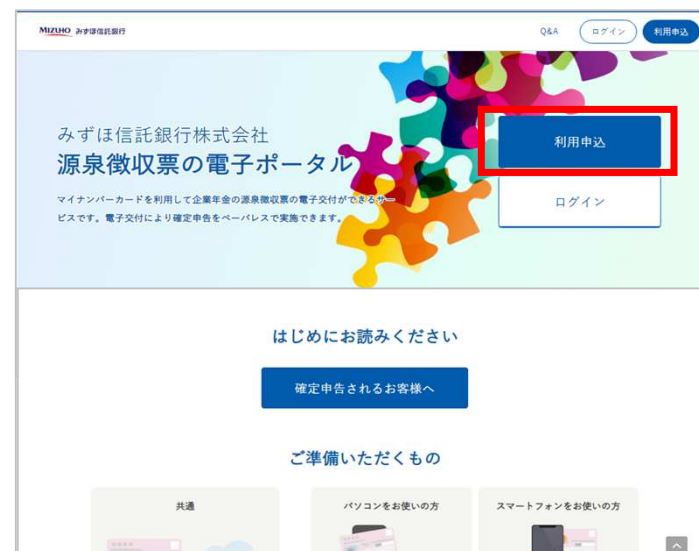 MIZUHO みずほ信託銀行
Q&A
ログイン
利用申込
みずほ信託銀行株式会社
源泉徴収票の電子ポータル
マイナンバーカードを利用して企業年金の源泉徴収票の電子交付ができるサー
ビスです。電子交付により確定申告をペーパレスで実施できます。
利用申込
ログイン
はじめにお読みください
確定申告されるお客様へ
ご準備いただくもの
共通
パソコンをお使いの方
スマートフォンをお使いの方